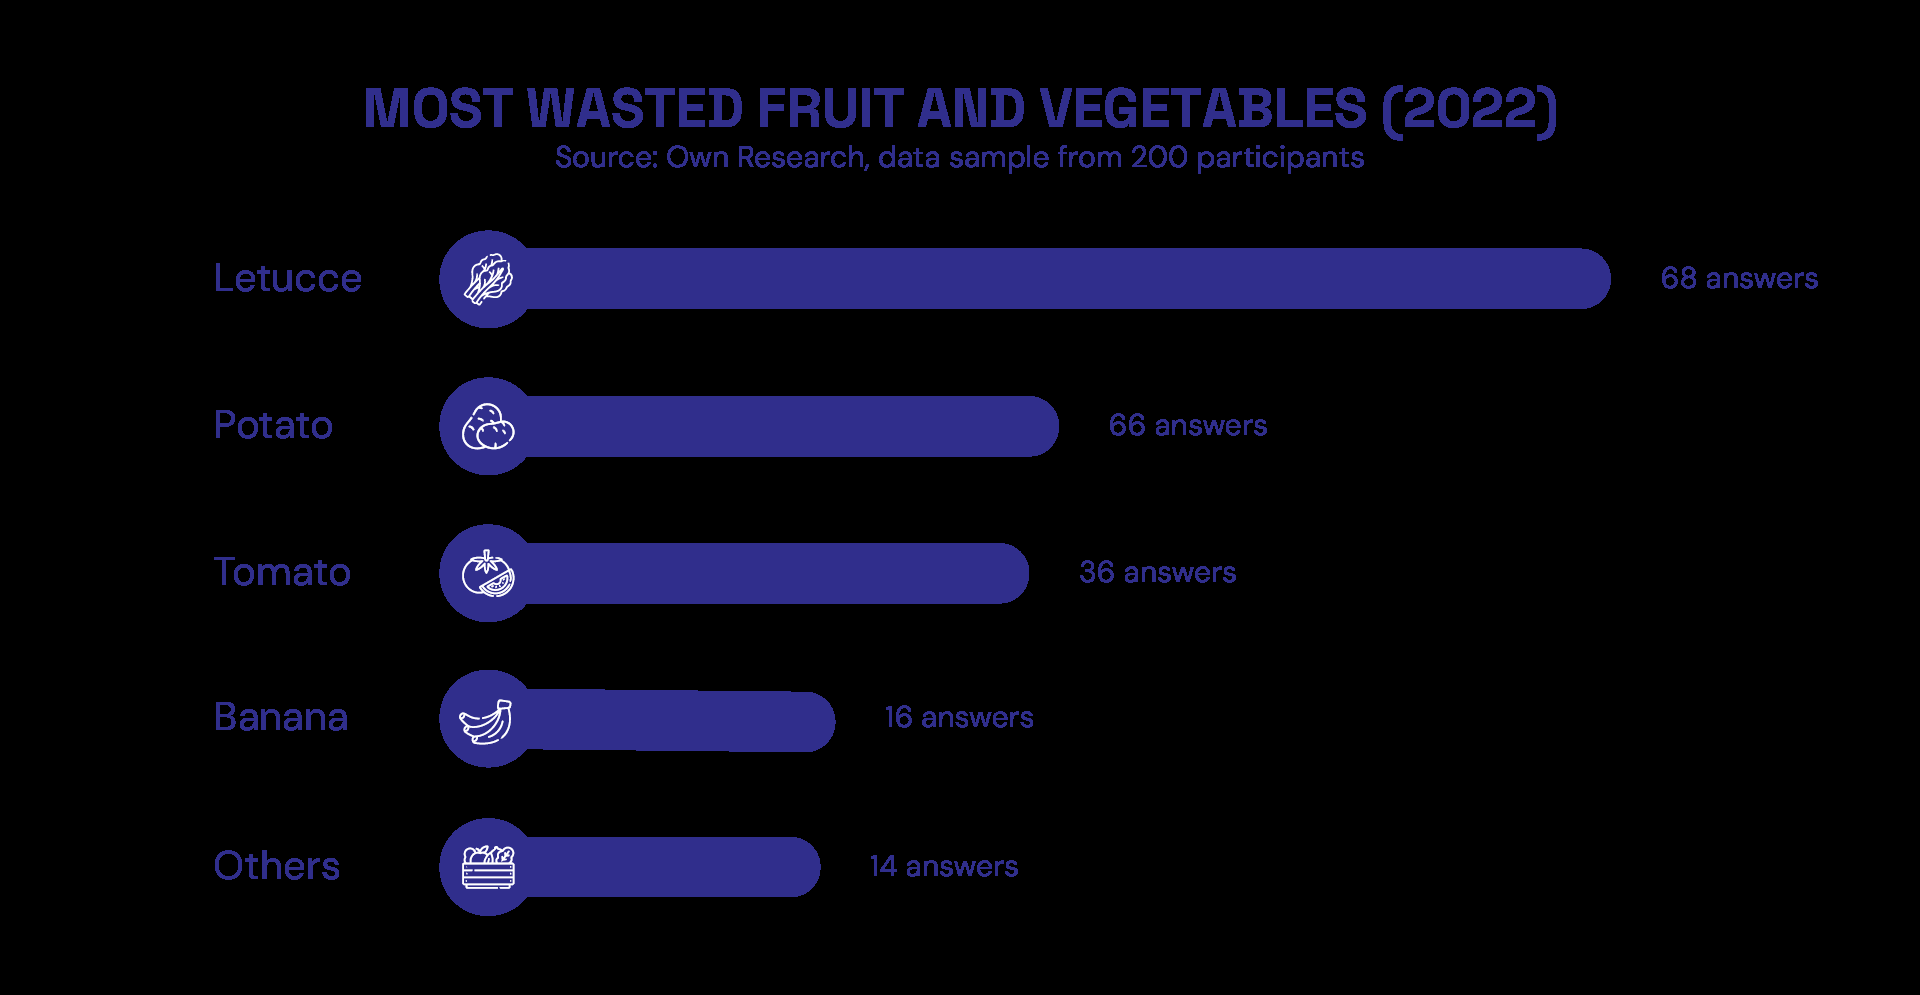 MOST WASTED FRUIT AND VEGETABLES (2022)
Source: Own Research, data sample from 200 participants
Letucce
68 answers
Potato
66 answers
Tomato
36 answers
Banana
16 answers
Others
14 answers